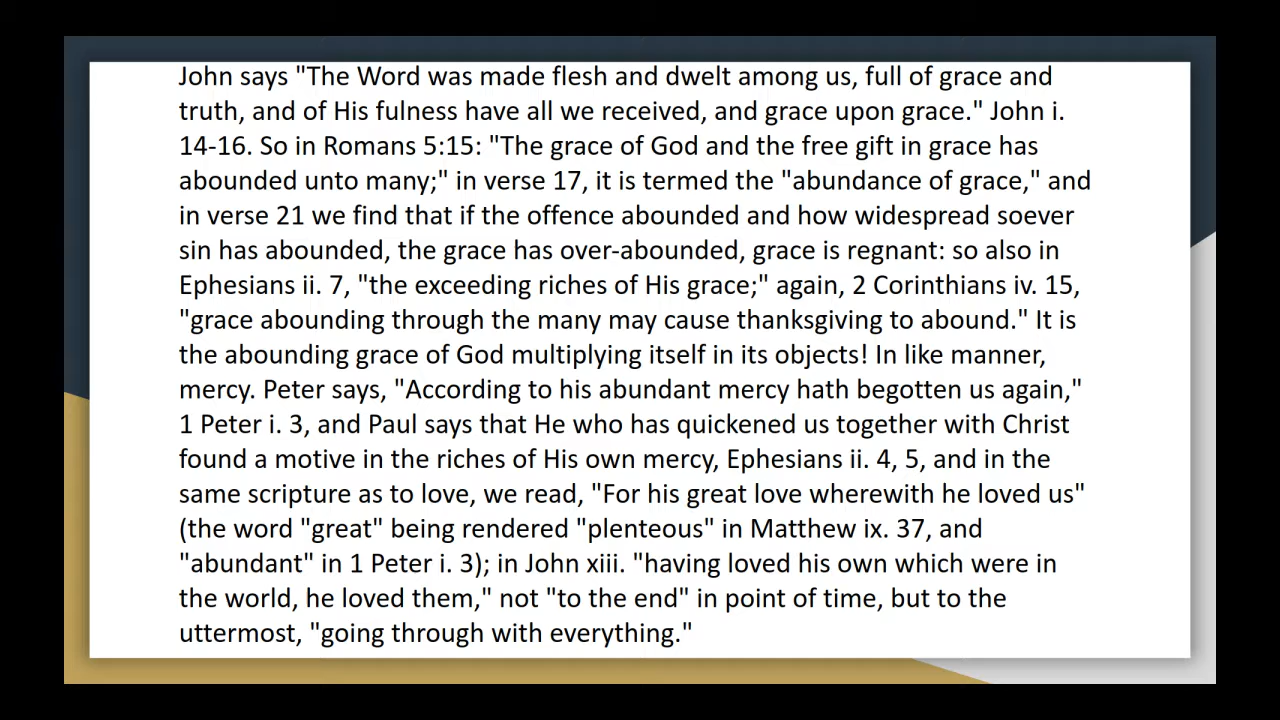 John says "The Word was made flesh and dwelt among us, full of grace and
truth, and of His fulness have all we received, and grace upon grace." John i.
14-16. So in Romans 5:15: "The grace of God and the free gift in grace has
abounded unto many;" in verse 17, it is termed the "abundance of grace," and
in verse 21 we find that if the offence abounded and how widespread soever
sin has abounded, the grace has over-abounded, grace is regnant: so also in
Ephesians ii. 7, "the exceeding riches of His grace;" again, 2 Corinthians iv. 15,
"grace abounding through the many may cause thanksgiving to abound." It is
the abounding grace of God multiplying itself in its objects! In like manner,
mercy. Peter says, "According to his abundant mercy hath begotten us again,"
1 Peter i. 3, and Paul says that He who has quickened us together with Christ
found a motive in the riches of His own mercy, Ephesians ii. 4, 5, and in the
same scripture as to love, we read, "For his great love wherewith he loved us"
(the word "great" being rendered "plenteous" in Matthew ix. 37, and
"abundant" in 1 Peter i. 3); in John xiii. "having loved his own which were in
the world, he loved them," not "to the end" in point of time, but to the
uttermost, "going through with everything."